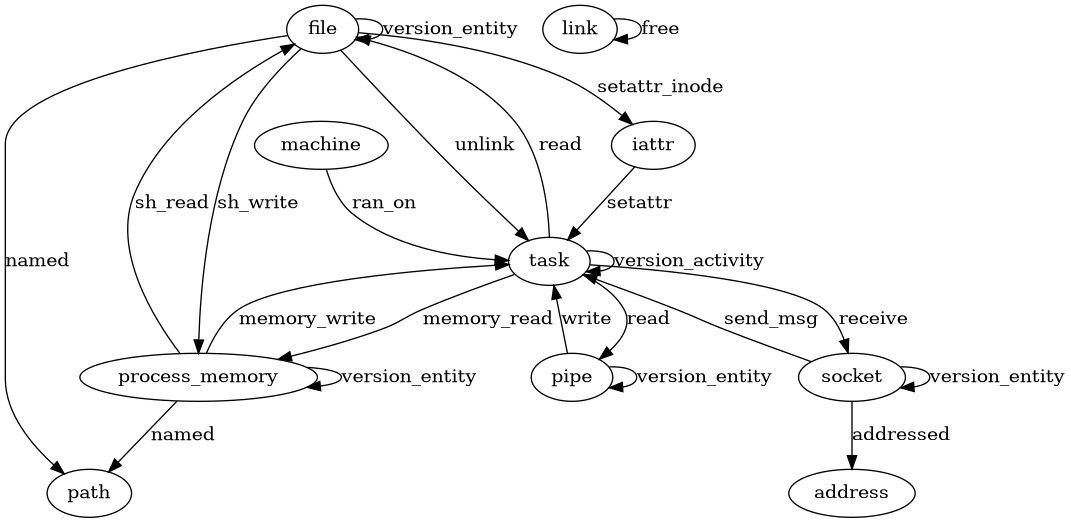 file
version_entity
link
free
setattr_inode
machine
unlink
read
iattr
sh_read
sh_write
ran_on
setattr
named
task
version_activity
memory_write
memory_read
write
read
send_msg
receive
process_memory
version_entity
pipe
version_entity
socket
version_entity
named
addressed
path
address